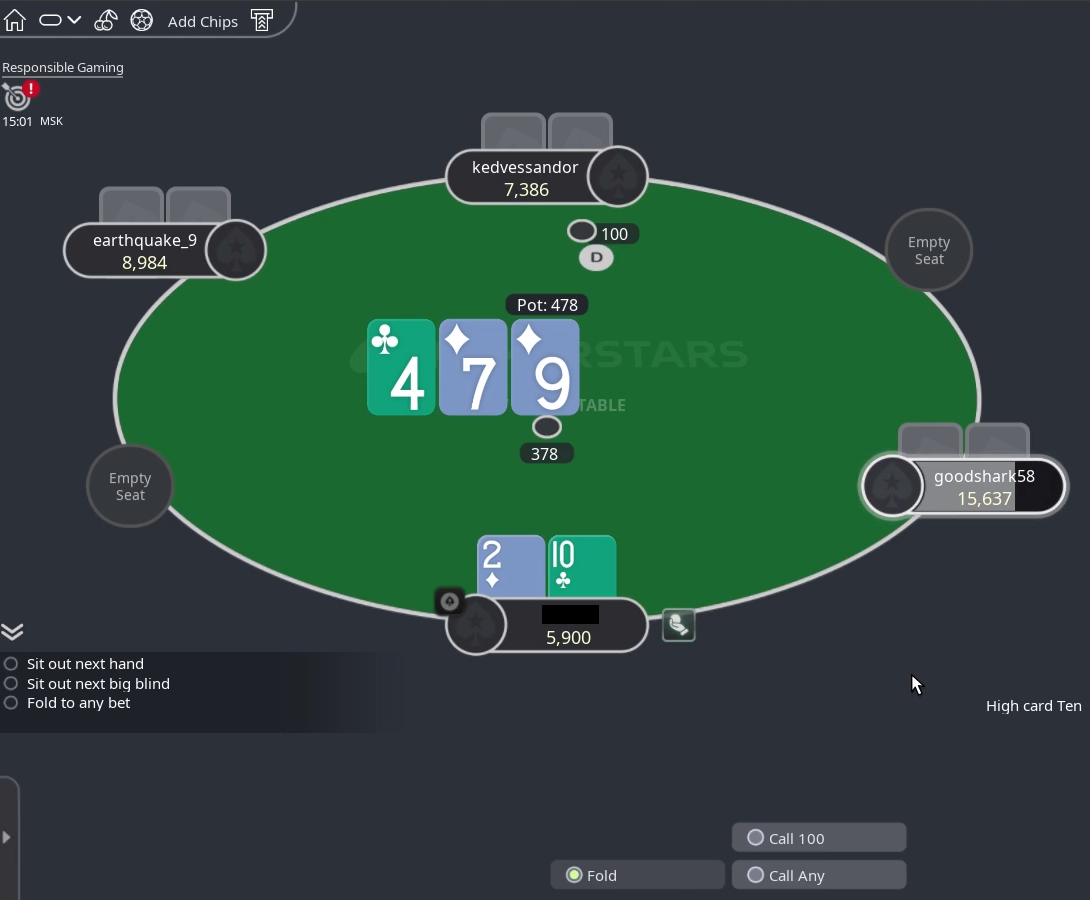 Add Chips
Responsible Gaming
!
15:01 MSK
kedvessandor
7,386
earthquake_9
8,984
100
D
Empty
Seat
Pot: 478
4 7 9
RSTARS
TABLE
378
Empty
Seat
goodshark58
15,637
2 10
5,900
Sit out next hand
Sit out next big blind
Fold to any bet
High card Ten
Call 100
Fold
Call Any